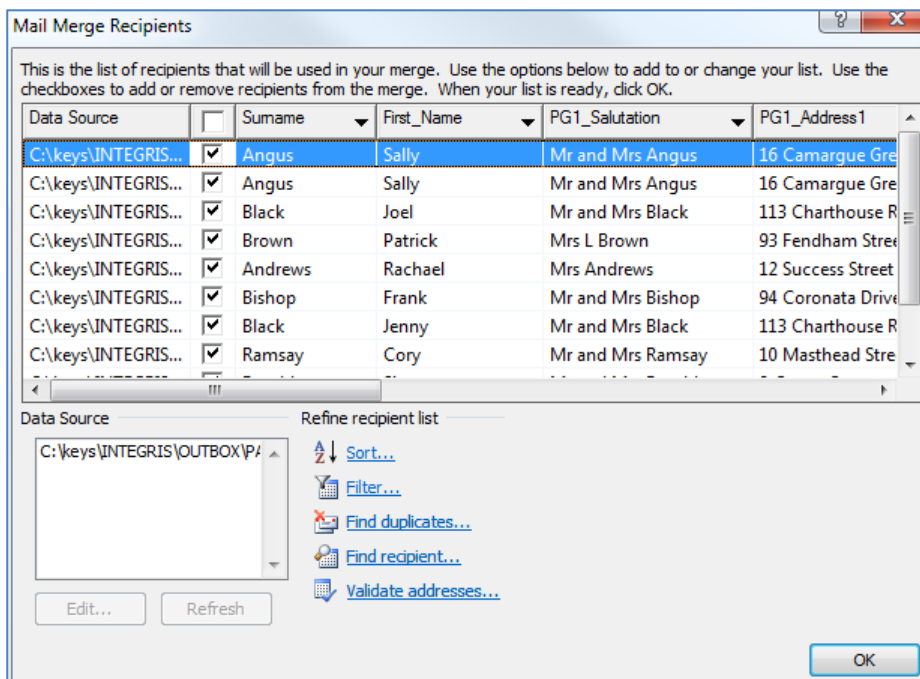 Mail Merge Recipients
This is the list of recipients that will be used in your merge. Use the options below to add to or change your list. Use the
checkboxes to add or remove recipients from the merge. When your list is ready, click OK.
Data Source Surname First_Name PG1_Salutation PG1_Address1
C:\keys\INTEGRIS... Angus Sally Mr and Mrs Angus 16 Camargue Gre
C:\keys\INTEGRIS... Angus Sally Mr and Mrs Angus 16 Camargue Gre
C:\keys\INTEGRIS... Black Joel Mr and Mrs Black 113 Charthouse R
C:\keys\INTEGRIS... Brown Patrick Mrs L Brown 93 Fendham Stree
C:\keys\INTEGRIS... Andrews Rachael Mrs Andrews 12 Success Street
C:\keys\INTEGRIS... Bishop Frank Mr and Mrs Bishop 94 Coronata Drive
C:\keys\INTEGRIS... Black Jenny Mr and Mrs Black 113 Charthouse R
C:\keys\INTEGRIS... Ramsay Cory Mr and Mrs Ramsay 10 Masthead Stre
Data Source Refine recipient list
C:\keys\INTEGRIS\OUTBOX\PA
Sort...
Filter...
Find duplicates...
Find recipient...
Validate addresses...
Edit... Refresh
OK